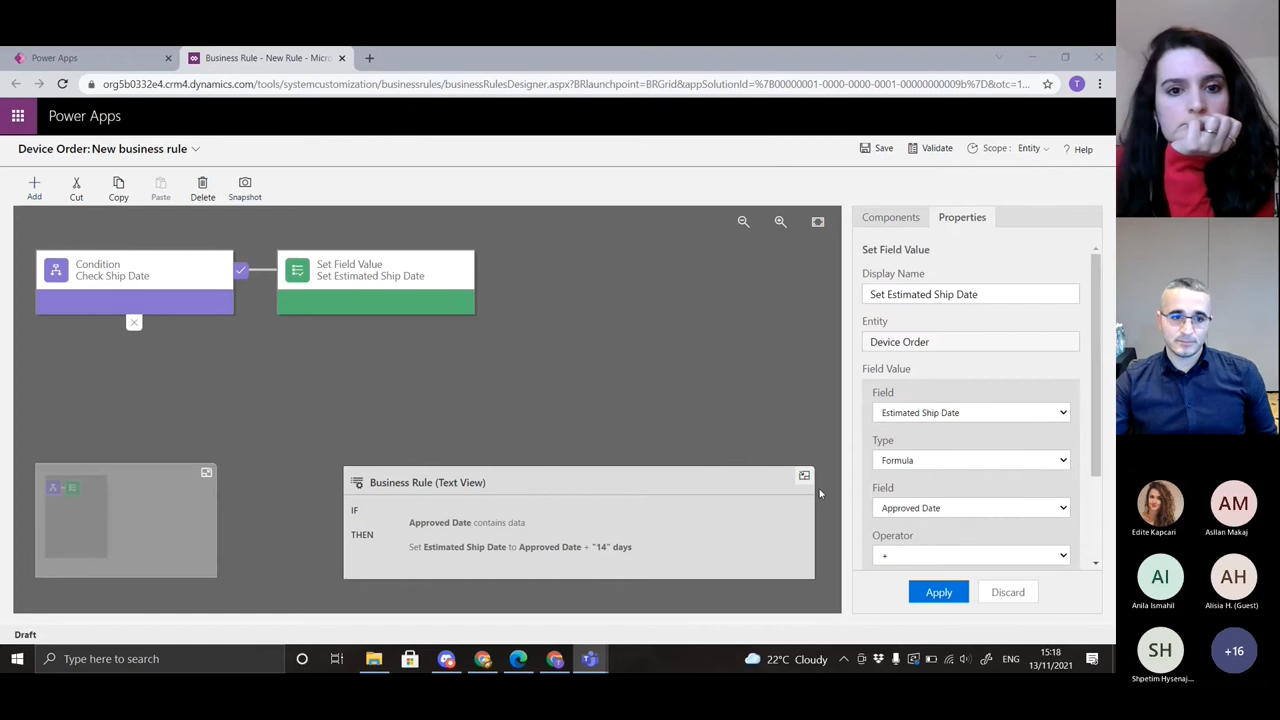 Power Apps
Business Rule - New Rule - Micro
org5b0332e4.crm4.dynamics.com/tools/systemcustomization/businessrules/businessRulesDesigner.aspx?BRlaunchpoint=BRGrid&appSolutionId=%7B00000001-0000-0000-0001-00000000009b%7D&otc=1...
T
Power Apps
Device Order: New business rule
Save
Validate
Scope :
Entity
? Help
Add
Cut
Copy
Paste
Delete
Snapshot
Components
Properties
Condition
Check Ship Date
Set Field Value
Set Estimated Ship Date
Set Field Value
Display Name
Set Estimated Ship Date
Entity
Device Order
Field Value
Field
Estimated Ship Date
Type
Formula
Field
Approved Date
Operator
+
Apply
Discard
Business Rule (Text View)
IF
Approved Date contains data
THEN
Set Estimated Ship Date to Approved Date + "14" days
Draft
Type here to search
22°C Cloudy
ENG
15:18
13/11/2021
Edite Kapcari
AM
Asllan Makaj
AI
Anila Ismahil
AH
Alisia H. (Guest)
SH
Shpetim Hysenaj...
+16